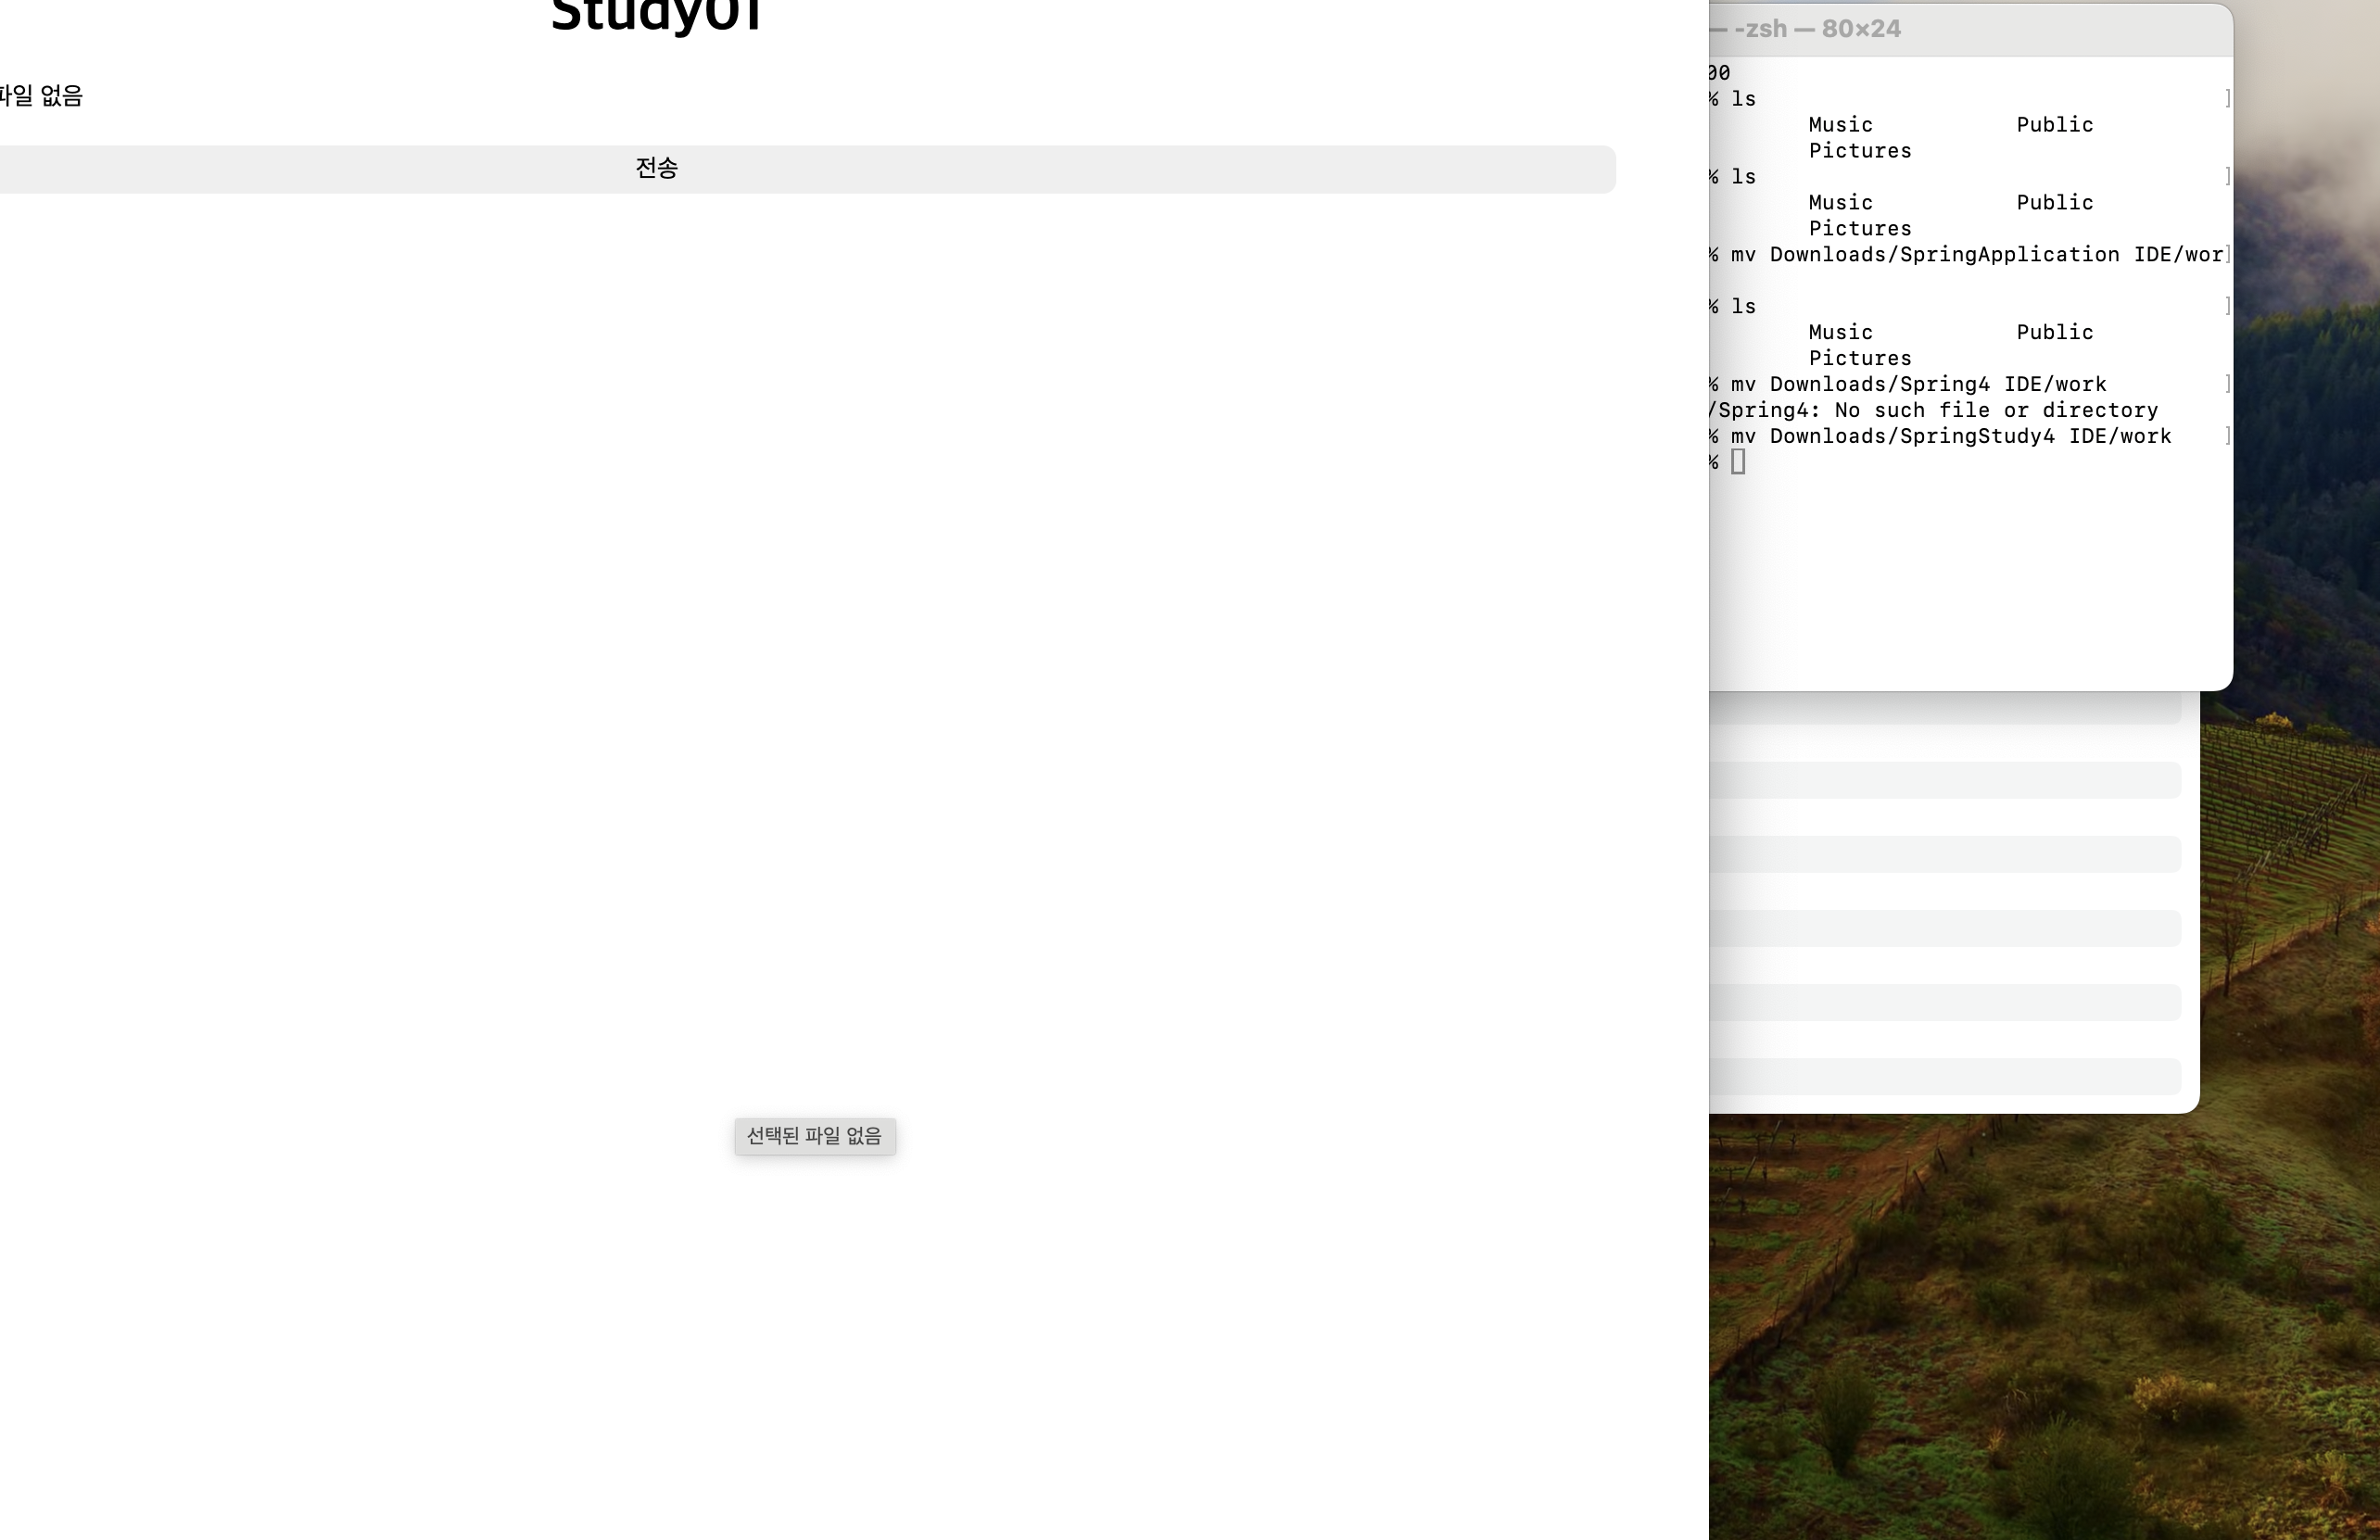 Study01
파일 없음
전송
선택된 파일 없음
— -zsh — 80×24
00
% ls
Music Public
Pictures
% ls
Music Public
Pictures
% mv Downloads/SpringApplication IDE/wor
% ls
Music Public
Pictures
% mv Downloads/Spring4 IDE/work
/Spring4: No such file or directory
% mv Downloads/SpringStudy4 IDE/work
%